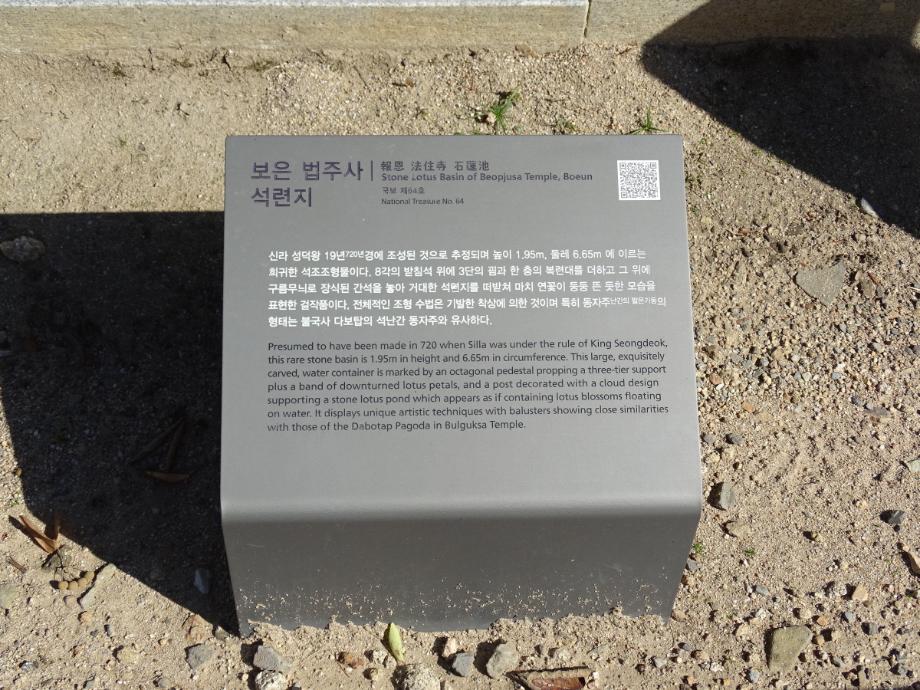 보은 법주사
석련지
報恩 法住寺 石蓮池
Stone Lotus Basin of Beopjusa Temple, Boeun
국보 제64호
National Treasure No. 64
신라 성덕왕 19년720년경에 조성된 것으로 추정되며 높이 1.95m, 둘레 6.65m 에 이르는
희귀한 석조조형물이다. 8각의 받침석 위에 3단의 굄과 한 층의 복련대를 더하고 그 위에
구름무늬로 장식된 간석을 놓아 거대한 석련지를 떠받쳐 마치 연꽃이 둥둥 뜬 듯한 모습을
표현한 걸작품이다. 전체적인 조형 수법은 기발한 착상에 의한 것이며 특히 동자주난간의 짧은기둥의
형태는 불국사 다보탑의 석난간 동자주와 유사하다.
Presumed to have been made in 720 when Silla was under the rule of King Seongdeok,
this rare stone basin is 1.95m in height and 6.65m in circumference. This large, exquisitely
carved, water container is marked by an octagonal pedestal propping a three-tier support
plus a band of downturned lotus petals, and a post decorated with a cloud design
supporting a stone lotus pond which appears as if containing lotus blossoms floating
on water. It displays unique artistic techniques with balusters showing close similarities
with those of the Dabotap Pagoda in Bulguksa Temple.